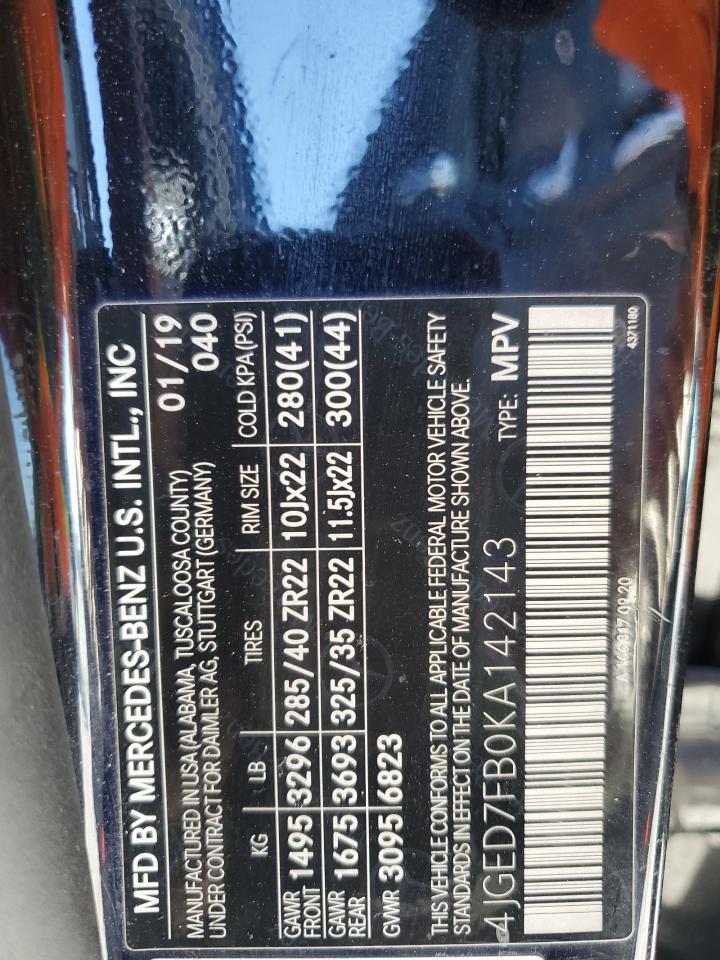 MFD BY MERCEDES-BENZ U.S. INTL., INC
MANUFACTURED IN USA (ALABAMA, TUSCALOOSA COUNTY) 01/19
UNDER CONTRACT FOR DAIMLER AG, STUTTGART (GERMANY) 040
KG LB TIRES RIM SIZE COLD KPA(PSI)
GAWR FRONT 1495 3296 285/40 ZR22 10Jx22 280(41)
GAWR REAR 1675 3693 325/35 ZR22 11.5Jx22 300(44)
GVWR 3095 6823
THIS VEHICLE CONFORMS TO ALL APPLICABLE FEDERAL MOTOR VEHICLE SAFETY
STANDARDS IN EFFECT ON THE DATE OF MANUFACTURE SHOWN ABOVE.
4JGED7FB0KA142143 TYPE: MPV
4371180